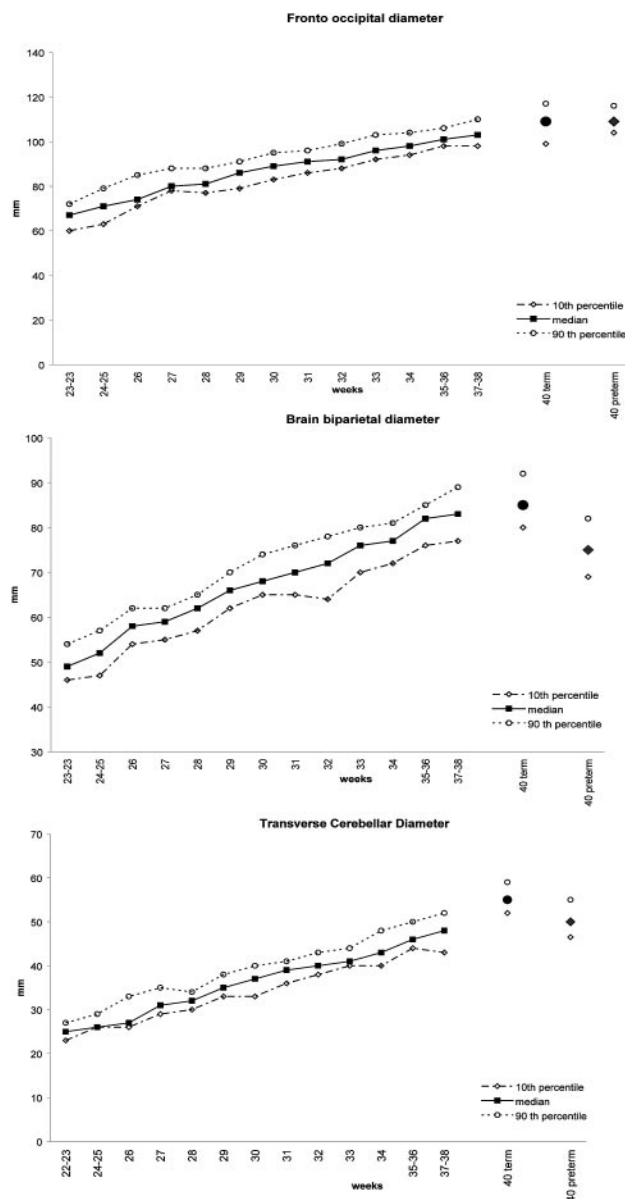 Fronto occipital diameter
140
120
100
80
60
40
20
0
mm
10th percentile
median
90 th percentile
23-23
24-25
26
27
28
29
30
31
32
33
34
35-36
37-38
40 term
40 preterm
weeks
Brain biparietal diameter
100
90
80
70
60
50
40
30
mm
10th percentile
median
90 th percentile
23-23
24-25
26
27
28
29
30
31
32
33
34
35-36
37-38
40 term
40 preterm
weeks
Transverse Cerebellar Diameter
70
60
50
40
30
20
10
0
mm
10th percentile
median
90 th percentile
22-23
24-25
26
27
28
29
30
31
32
33
34
35-36
37-38
40 term
40 preterm
weeks